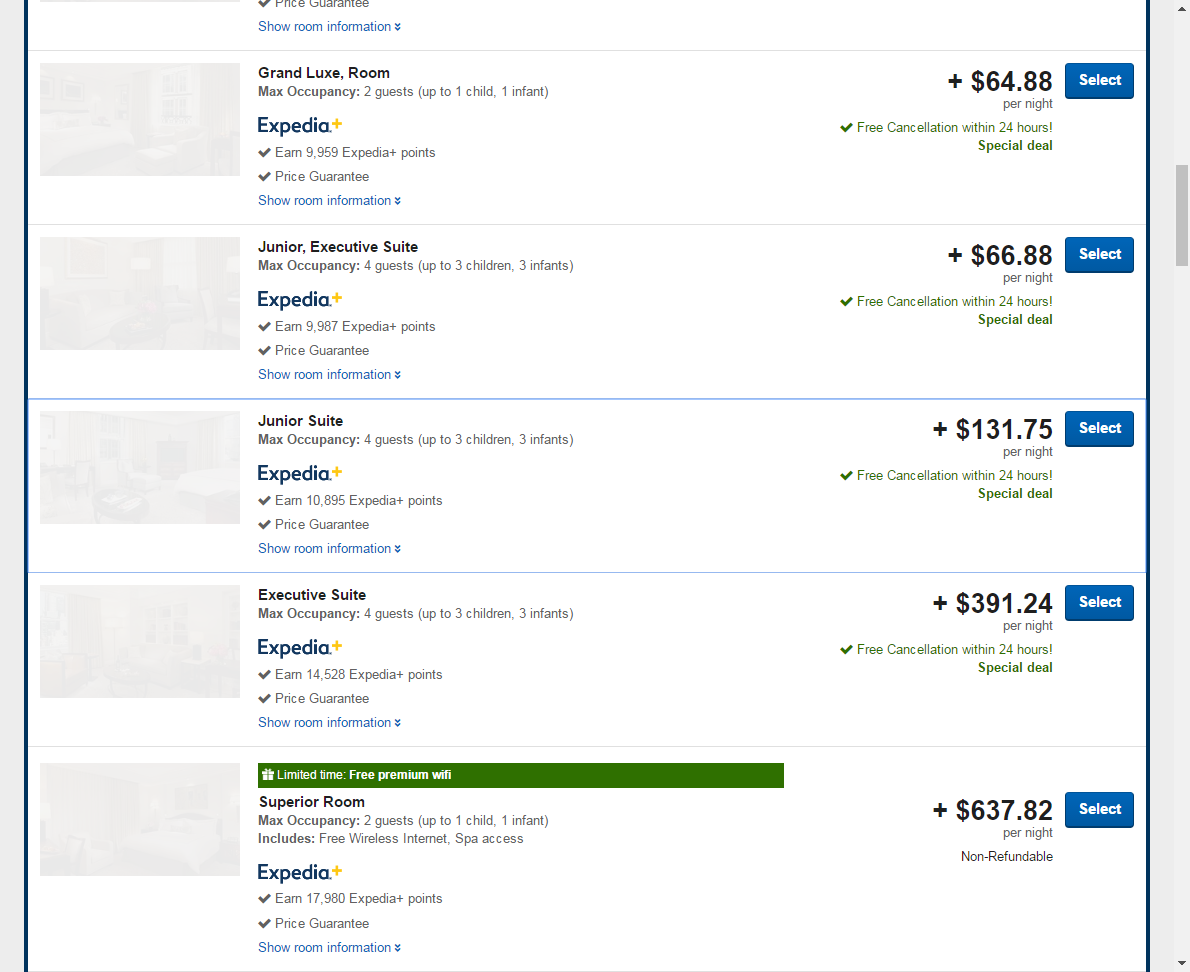 Price Guarantee
Show room information
Grand Luxe, Room
Max Occupancy: 2 guests (up to 1 child, 1 infant)
Expedia+
Earn 9,959 Expedia+ points
Price Guarantee
Show room information
+ $64.88
per night
Free Cancellation within 24 hours!
Special deal
Select
Junior, Executive Suite
Max Occupancy: 4 guests (up to 3 children, 3 infants)
Expedia+
Earn 9,987 Expedia+ points
Price Guarantee
Show room information
+ $66.88
per night
Free Cancellation within 24 hours!
Special deal
Select
Junior Suite
Max Occupancy: 4 guests (up to 3 children, 3 infants)
Expedia+
Earn 10,895 Expedia+ points
Price Guarantee
Show room information
+ $131.75
per night
Free Cancellation within 24 hours!
Special deal
Select
Executive Suite
Max Occupancy: 4 guests (up to 3 children, 3 infants)
Expedia+
Earn 14,528 Expedia+ points
Price Guarantee
Show room information
+ $391.24
per night
Free Cancellation within 24 hours!
Special deal
Select
Limited time: Free premium wifi
Superior Room
Max Occupancy: 2 guests (up to 1 child, 1 infant)
Includes: Free Wireless Internet, Spa access
Expedia+
Earn 17,980 Expedia+ points
Price Guarantee
Show room information
+ $637.82
per night
Non-Refundable
Select